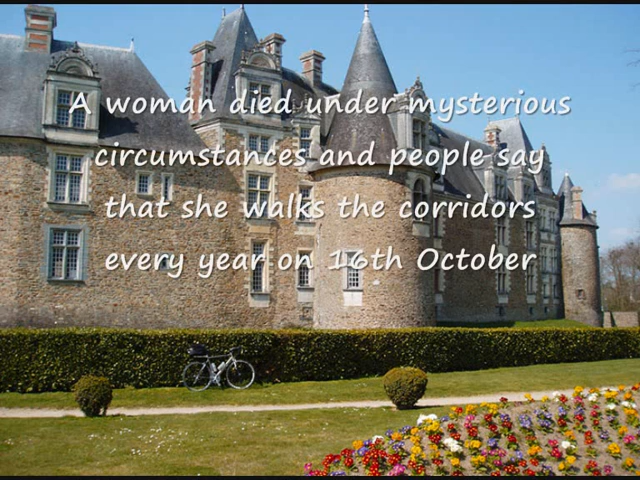 A woman died under mysterious
circumstances and people say
that she walks the corridors
every year on 16th October